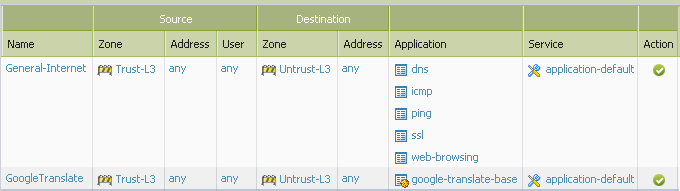 Source Destination
Name Zone Address User Zone Address Application Service Action
General-Internet Trust-L3 any any Untrust-L3 any dns application-default
icmp
ping
ssl
web-browsing
GoogleTranslate Trust-L3 any any Untrust-L3 any google-translate-base application-default